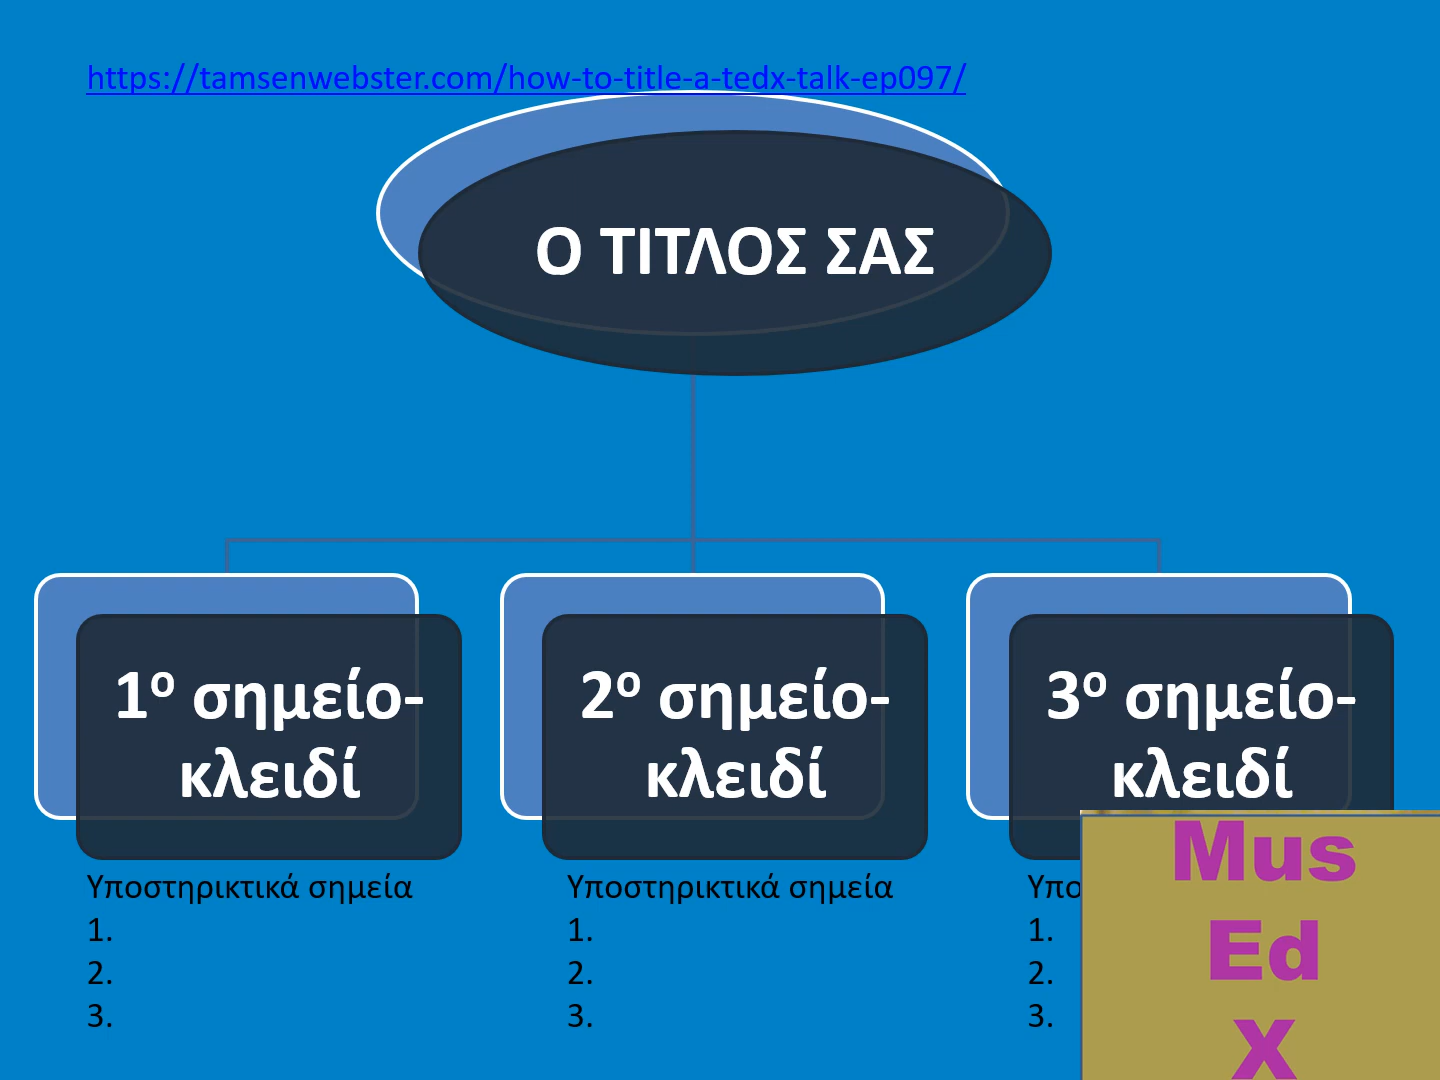 https://tamsenwebster.com/how-to-title-a-tedx-talk-ep097/
Ο ΤΙΤΛΟΣ ΣΑΣ
1ο σημείο-
κλειδί
2ο σημείο-
κλειδί
3ο σημείο-
κλειδί
Υποστηρικτικά σημεία
1.
2.
3.
Υποστηρικτικά σημεία
1.
2.
3.
Υπο
1.
2.
3.
Mus
Ed
X